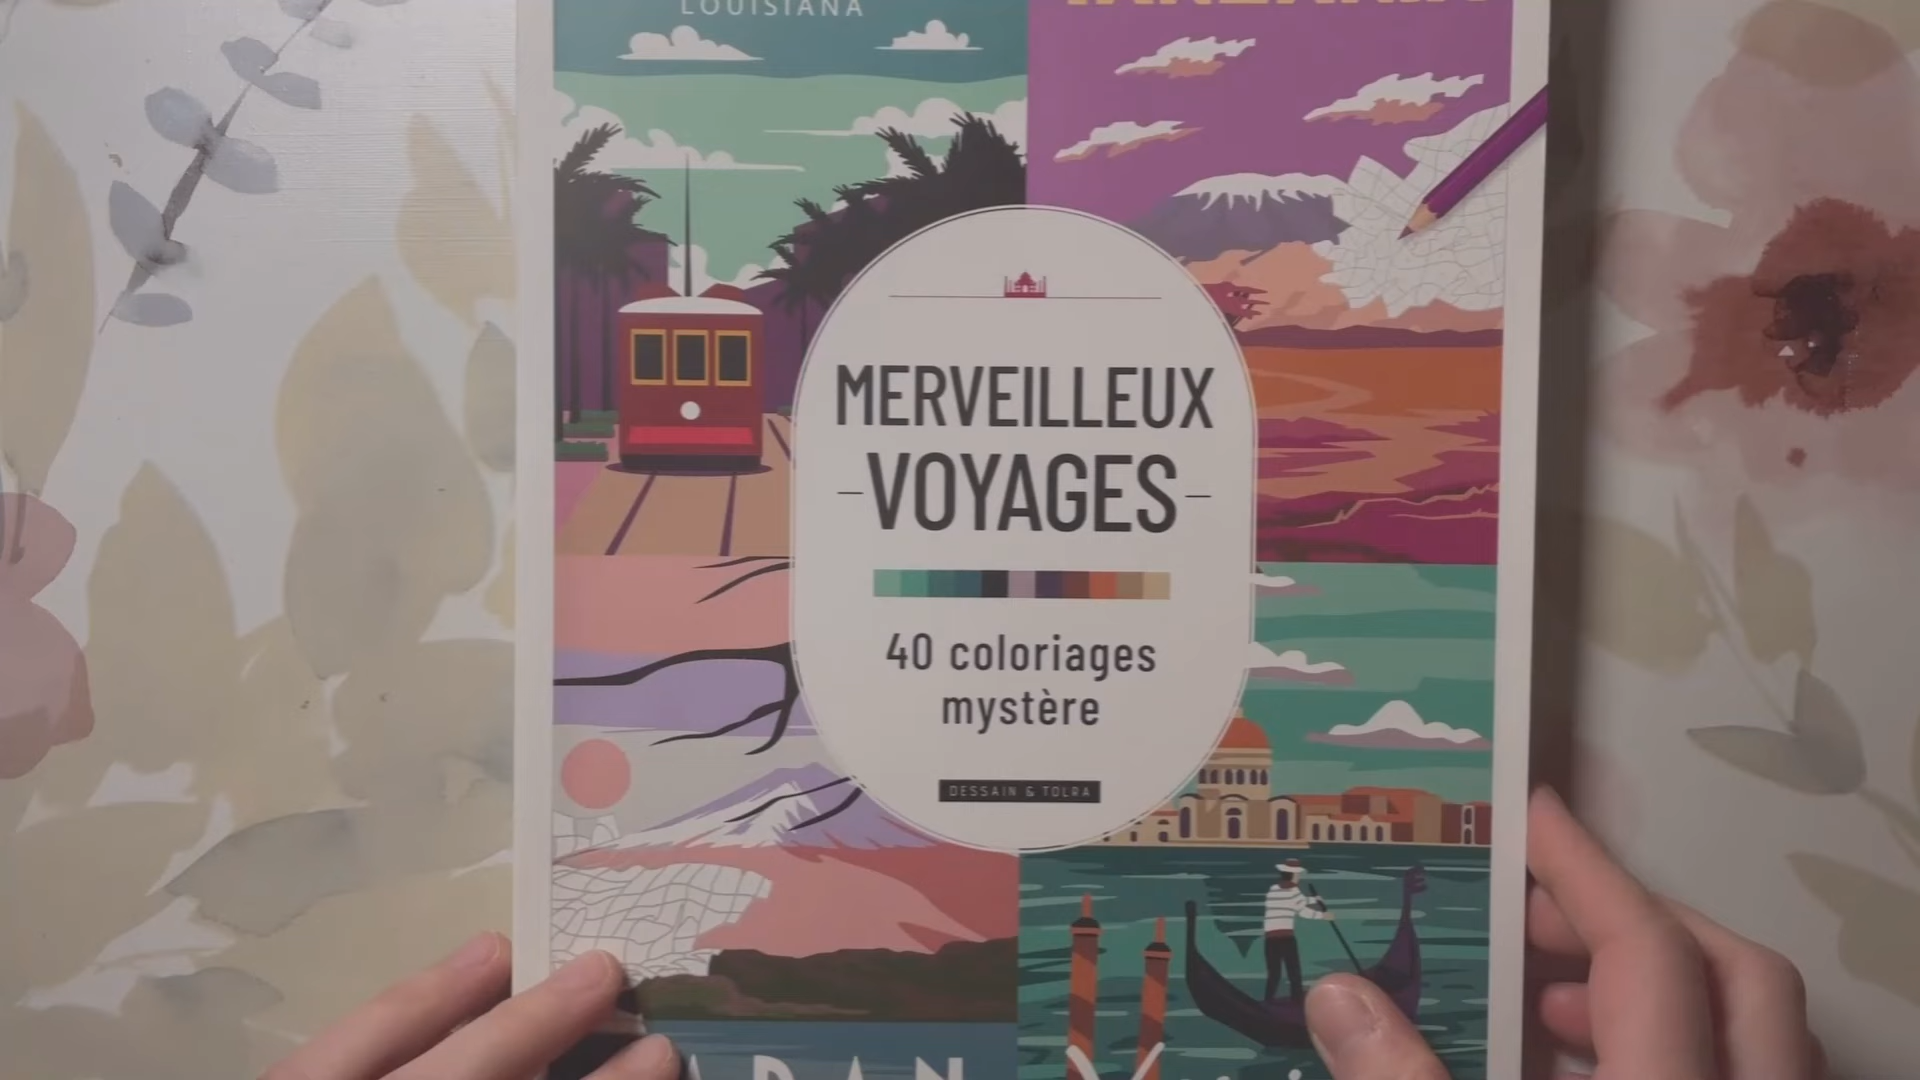 LOUISIANA
MERVEILLEUX
VOYAGES
40 coloriages
mystère
DESSAIN & TOLRA